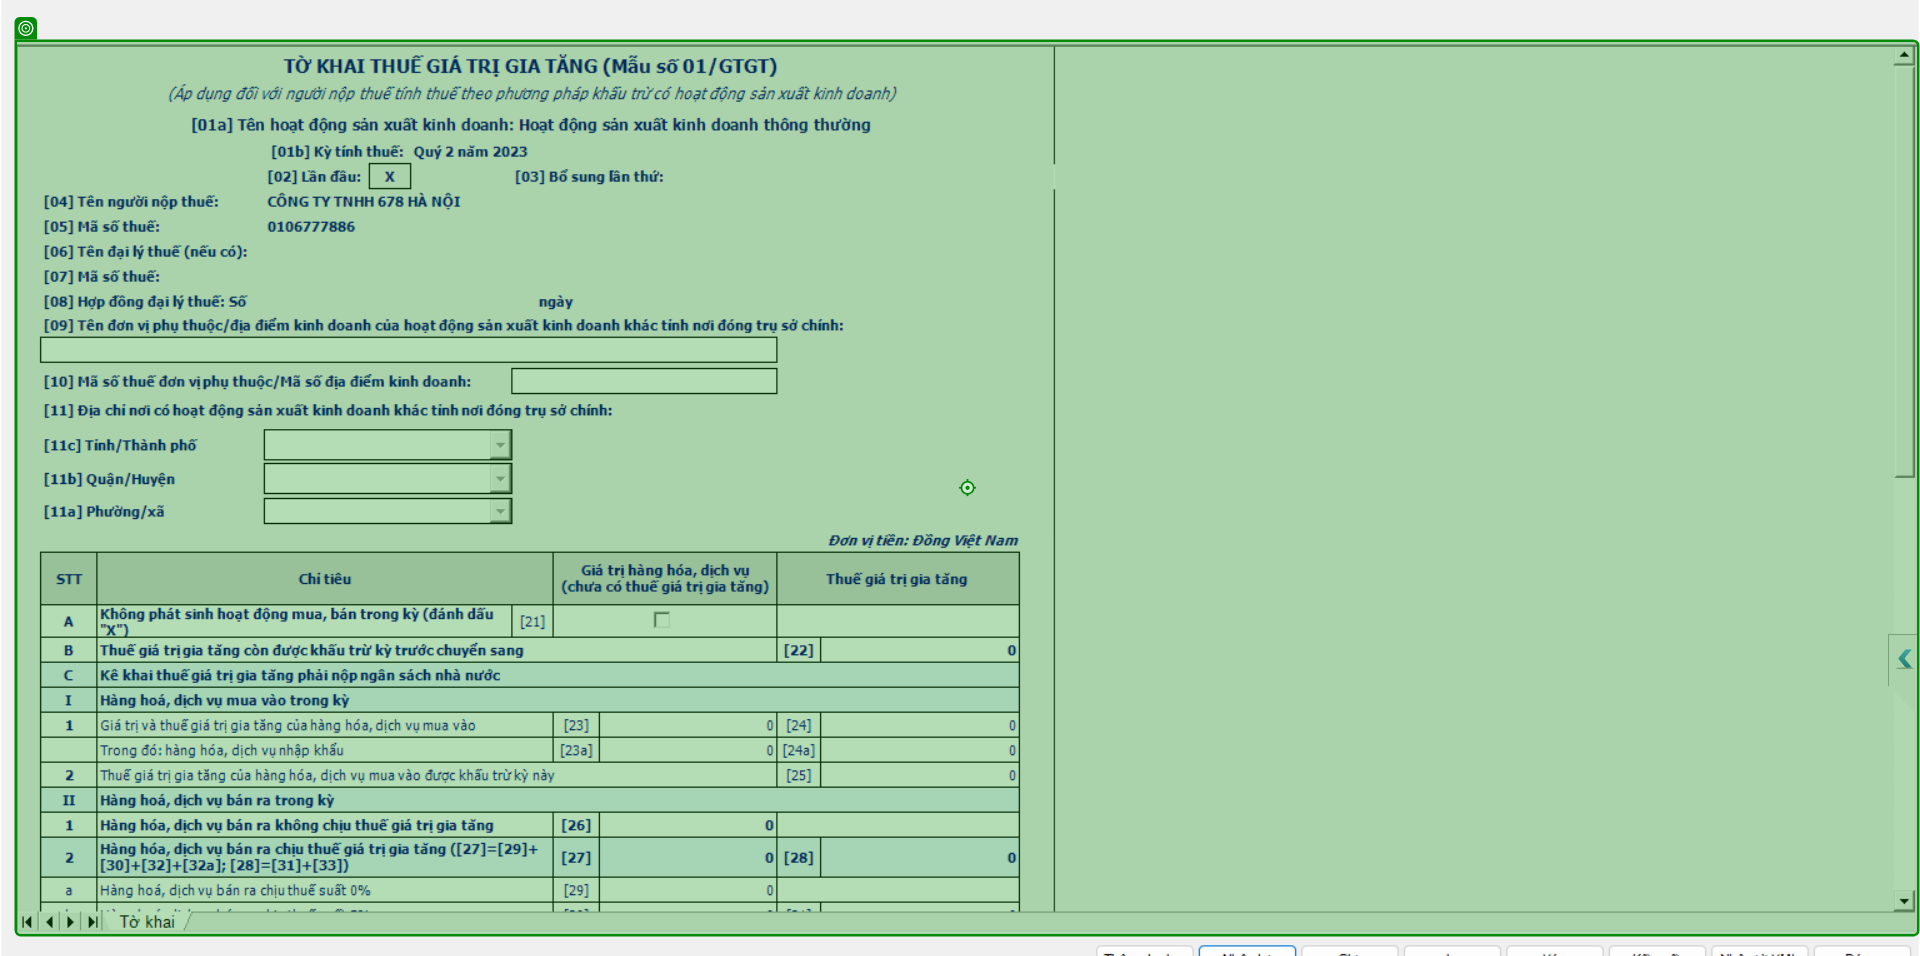 TỜ KHAI THUẾ GIÁ TRỊ GIA TĂNG (Mẫu số 01/GTGT)
(Áp dụng đối với người nộp thuế tính thuế theo phương pháp khấu trừ có hoạt động sản xuất kinh doanh)
[01a] Tên hoạt động sản xuất kinh doanh: Hoạt động sản xuất kinh doanh thông thường
[01b] Kỳ tính thuế: Quý 2 năm 2023
[02] Lần đầu: X [03] Bổ sung lần thứ:
[04] Tên người nộp thuế: CÔNG TY TNHH 678 HÀ NỘI
[05] Mã số thuế: 0106777886
[06] Tên đại lý thuế (nếu có):
[07] Mã số thuế:
[08] Hợp đồng đại lý thuế: Số ngày
[09] Tên đơn vị phụ thuộc/địa điểm kinh doanh của hoạt động sản xuất kinh doanh khác tỉnh nơi đóng trụ sở chính:
[10] Mã số thuế đơn vị phụ thuộc/Mã số địa điểm kinh doanh:
[11] Địa chỉ nơi có hoạt động sản xuất kinh doanh khác tỉnh nơi đóng trụ sở chính:
[11c] Tỉnh/Thành phố
[11b] Quận/Huyện
[11a] Phường/xã
Đơn vị tiền: Đồng Việt Nam
STT Chỉ tiêu Giá trị hàng hóa, dịch vụ (chưa có thuế giá trị gia tăng) Thuế giá trị gia tăng
A Không phát sinh hoạt động mua, bán trong kỳ (đánh dấu "X") [21]
B Thuế giá trị gia tăng còn được khấu trừ kỳ trước chuyển sang [22] 0
C Kê khai thuế giá trị gia tăng phải nộp ngân sách nhà nước
I Hàng hoá, dịch vụ mua vào trong kỳ
1 Giá trị và thuế giá trị gia tăng của hàng hóa, dịch vụ mua vào [23] 0 [24] 0
Trong đó: hàng hóa, dịch vụ nhập khẩu [23a] 0 [24a] 0
2 Thuế giá trị gia tăng của hàng hóa, dịch vụ mua vào được khấu trừ kỳ này [25] 0
II Hàng hoá, dịch vụ bán ra trong kỳ
1 Hàng hóa, dịch vụ bán ra không chịu thuế giá trị gia tăng [26] 0
2 Hàng hóa, dịch vụ bán ra chịu thuế giá trị gia tăng ([27]=[29]+ [27] 0 [28] 0
[30]+[32]+[32a]; [28]=[31]+[33])
a Hàng hoá, dịch vụ bán ra chịu thuế suất 0% [29] 0
Tờ khai